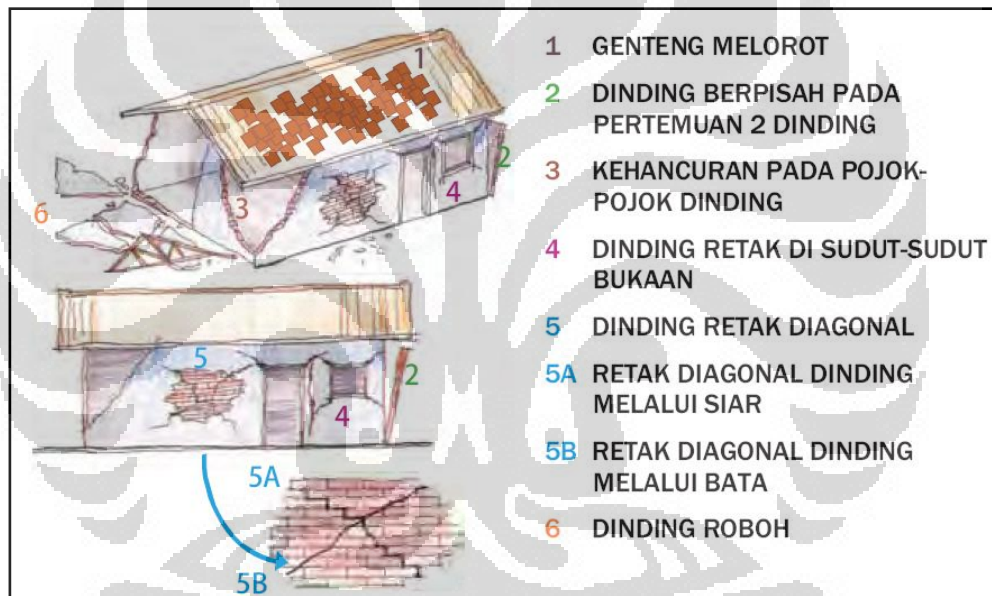 1 GENTENG MELOROT
2 DINDING BERPISAH PADA
PERTEMUAN 2 DINDING
3 KEHANCURAN PADA POJOK-
POJOK DINDING
4 DINDING RETAK DI SUDUT-SUDUT
BUKAAN
5 DINDING RETAK DIAGONAL
5A RETAK DIAGONAL DINDING
MELALUI SIAR
5B RETAK DIAGONAL DINDING
MELALUI BATA
6 DINDING ROBOH
1
2
3
4
6
5
2
4
5A
5B